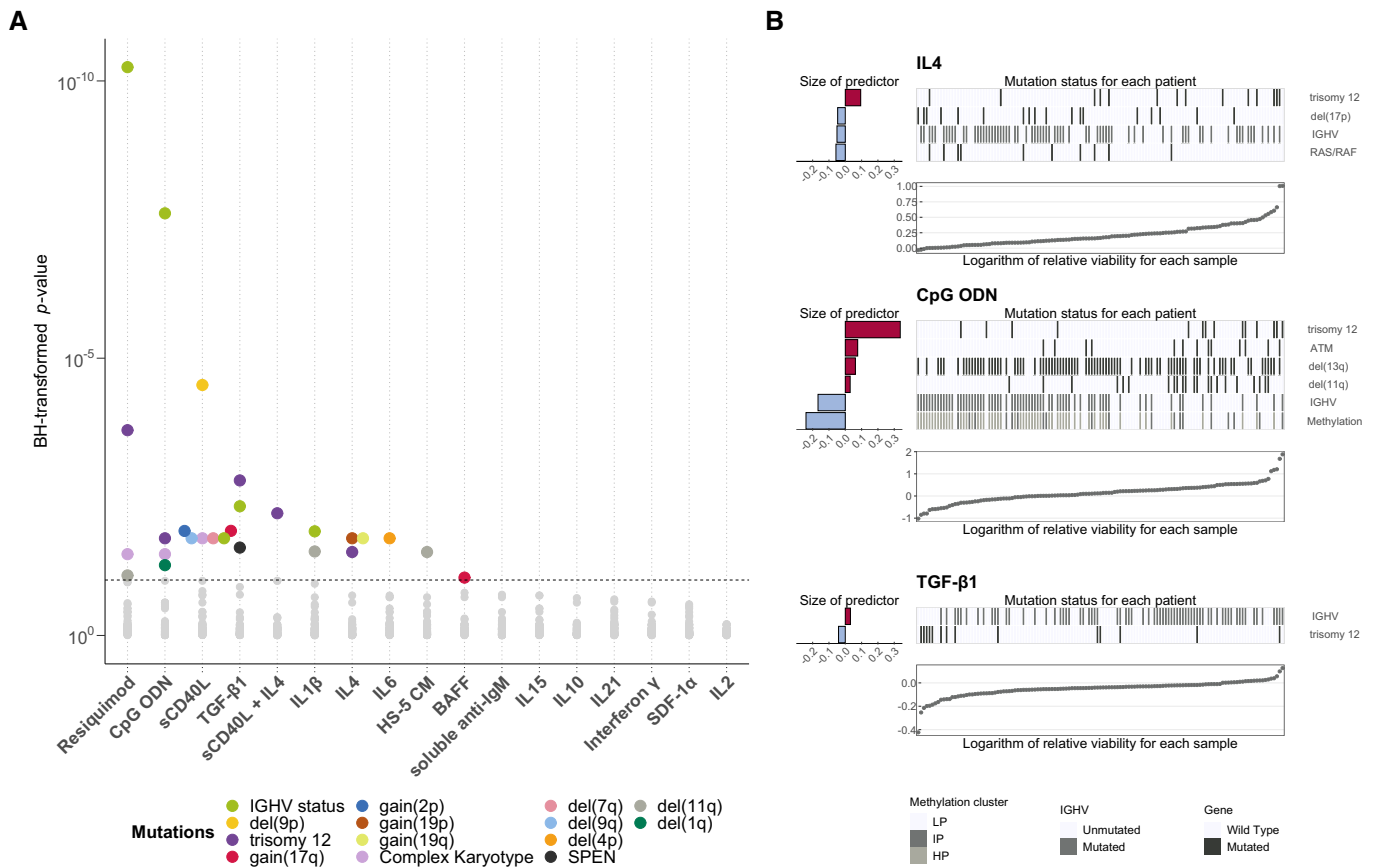 A
BH-transformed p-value
10⁻¹⁰
10⁻⁵
10⁰
Resiquimod
CpG ODN
sCD40L
TGF-β1
sCD40L + IL4
IL1β
IL4
IL6
HS-5 CM
BAFF
soluble anti-IgM
IL15
IL10
IL21
Interferon γ
SDF-1α
IL2
Mutations
IGHV status
del(9p)
trisomy 12
gain(17q)
gain(2p)
gain(19p)
gain(19q)
Complex Karyotype
del(7q)
del(9q)
del(4p)
SPEN
del(11q)
del(1q)
B
IL4
Size of predictor
Mutation status for each patient
trisomy 12
del(17p)
IGHV
RAS/RAF
-0.2 -0.1 0.0 0.1 0.2 0.3
1.00
0.75
0.50
0.25
0.00
Logarithm of relative viability for each sample
CpG ODN
Size of predictor
Mutation status for each patient
trisomy 12
ATM
del(13q)
del(11q)
IGHV
Methylation
-0.2 -0.1 0.0 0.1 0.2 0.3
2
1
0
-1
Logarithm of relative viability for each sample
TGF-β1
Size of predictor
Mutation status for each patient
IGHV
trisomy 12
-0.2 -0.1 0.0 0.1 0.2 0.3
0.0
-0.2
-0.4
Logarithm of relative viability for each sample
Methylation cluster
LP
IP
HP
IGHV
Unmutated
Mutated
Gene
Wild Type
Mutated